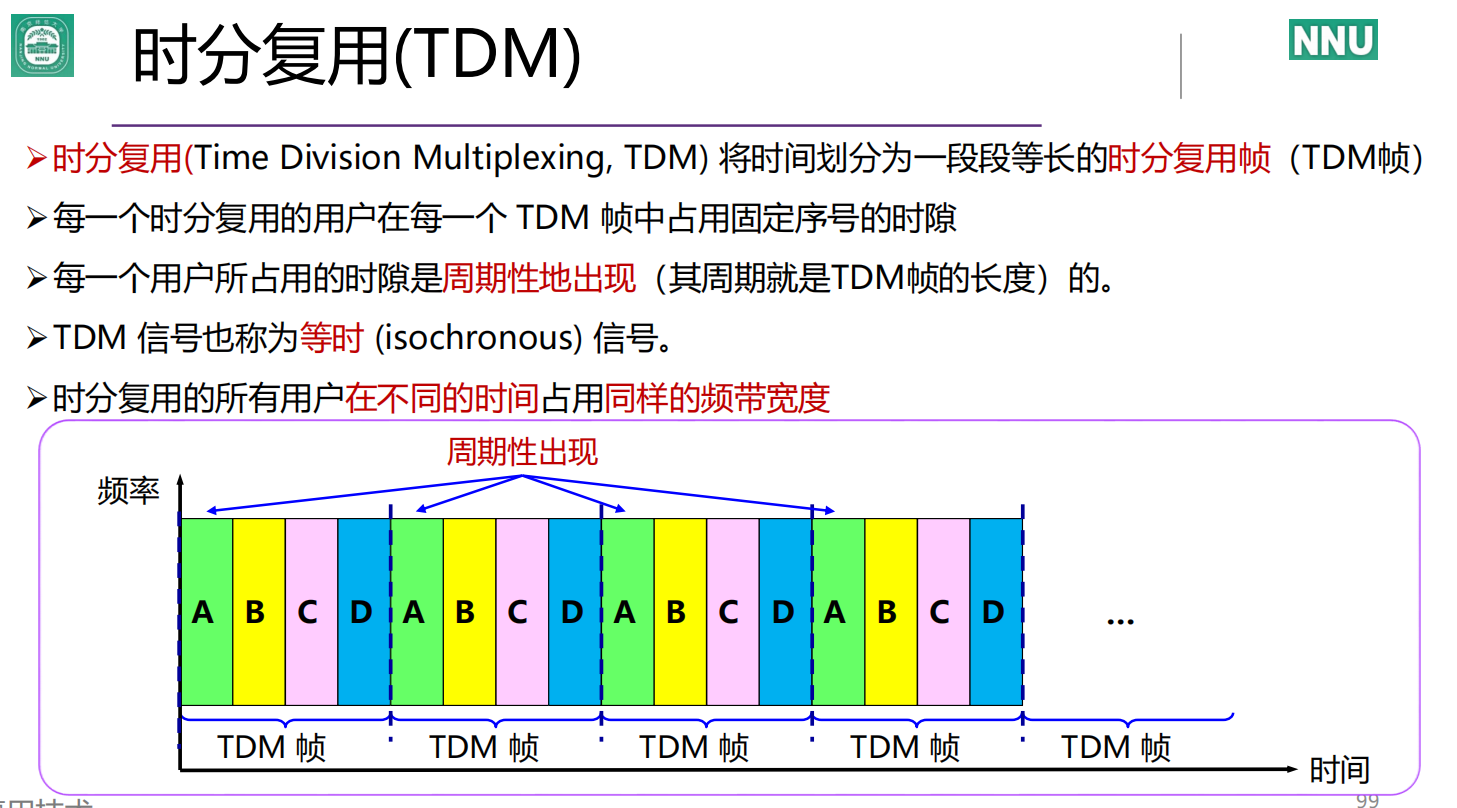 时分复用(TDM)
NNU
NNU
➢时分复用(Time Division Multiplexing, TDM) 将时间划分为一段段等长的时分复用帧（TDM帧）
➢每一个时分复用的用户在每一个 TDM 帧中占用固定序号的时隙
➢每一个用户所占用的时隙是周期性地出现（其周期就是TDM帧的长度）的。
➢TDM 信号也称为等时 (isochronous) 信号。
➢时分复用的所有用户在不同的时间占用同样的频带宽度
周期性出现
频率
A B C D A B C D A B C D A B C D ...
TDM 帧 TDM 帧 TDM 帧 TDM 帧 TDM 帧
时间
99